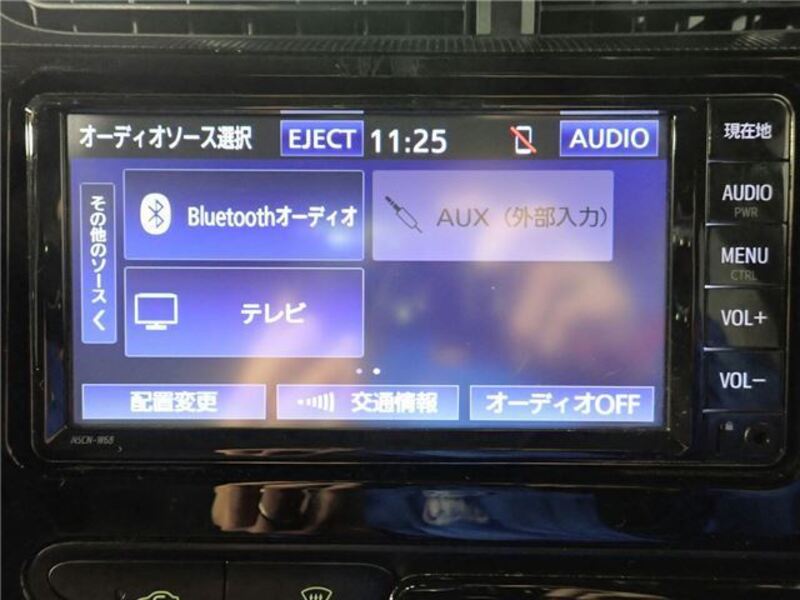 オーディオソース選択 EJECT 11:25 AUDIO
その他のソース
Bluetoothオーディオ
AUX（外部入力）
テレビ
配置変更 交通情報 オーディオOFF
NSCN-W68
現在地
AUDIO
PWR
MENU
CTRL
VOL+
VOL−